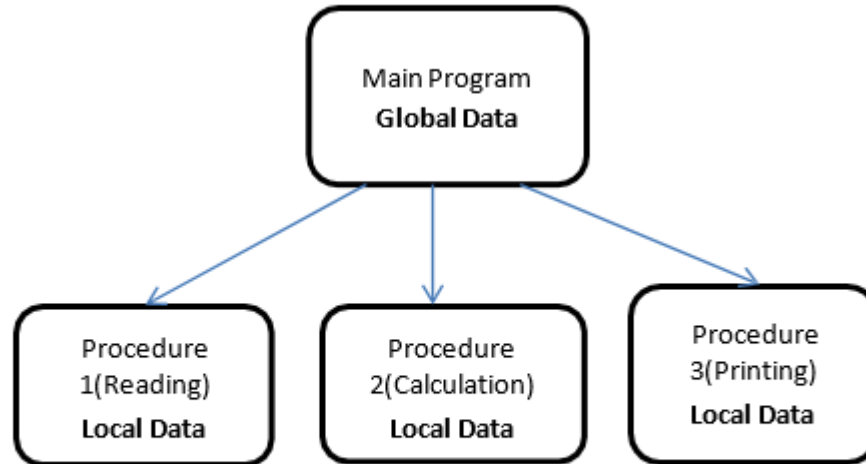 Main Program
Global Data
Procedure
1(Reading)
Local Data
Procedure
2(Calculation)
Local Data
Procedure
3(Printing)
Local Data